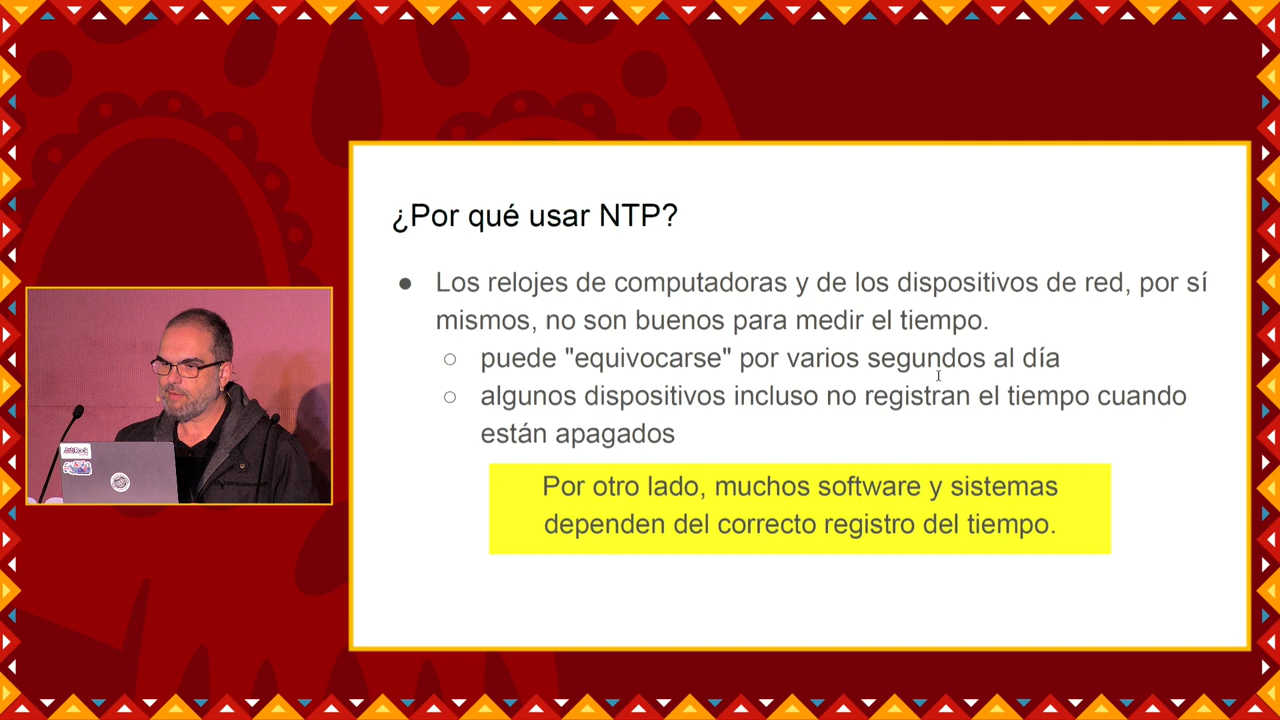 ¿Por qué usar NTP?
● Los relojes de computadoras y de los dispositivos de red, por sí
mismos, no son buenos para medir el tiempo.
○ puede "equivocarse" por varios segundos al día
○ algunos dispositivos incluso no registran el tiempo cuando
están apagados
Por otro lado, muchos software y sistemas
dependen del correcto registro del tiempo.